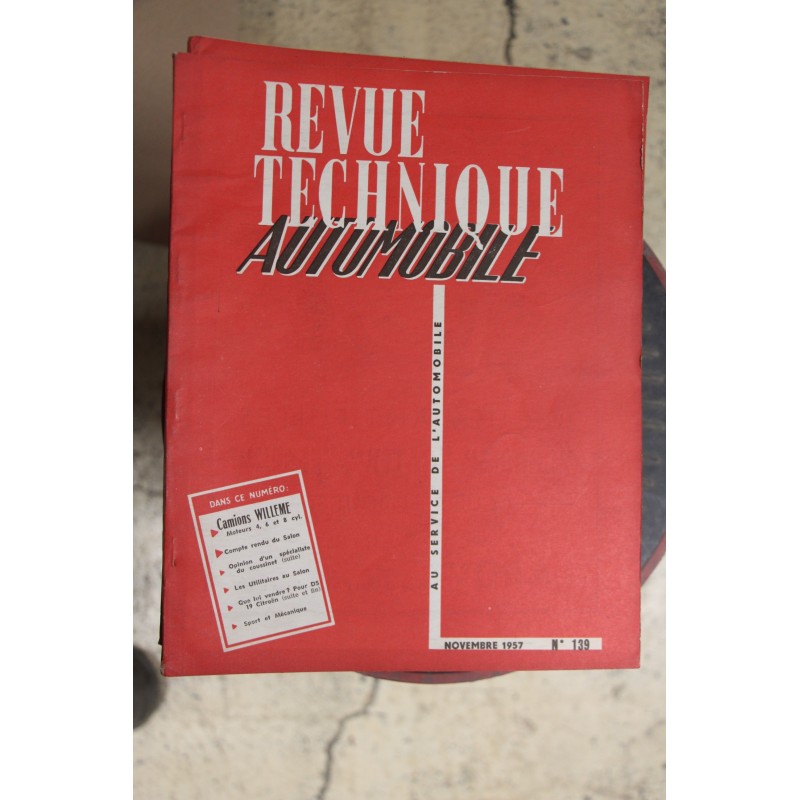 REVUE
TECHNIQUE
AUTOMOBILE
AU SERVICE DE L'AUTOMOBILE
DANS CE NUMÉRO:
Camions WILLEME
Moteurs 4, 6 et 8 cyl.
Compte rendu du Salon
Opinion d'un spécialiste
du coussinet (suite)
Les Utilitaires au Salon
Que lui vendre? Pour DS
19 Citroën (suite et fin)
Sport et Mécanique
NOVEMBRE 1957 N° 139